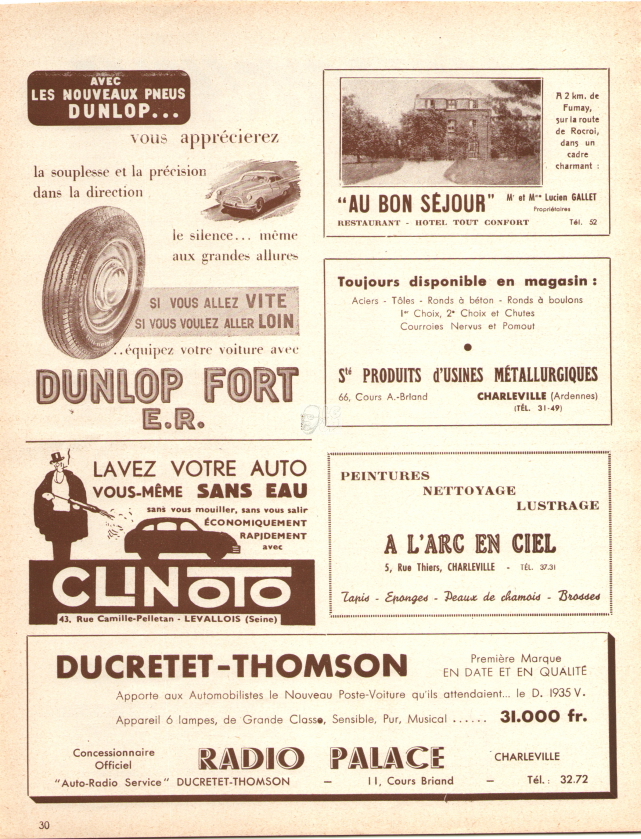 AVEC
LES NOUVEAUX PNEUS
DUNLOP...
vous apprécierez
la souplesse et la précision
dans la direction
le silence... même
aux grandes allures
SI VOUS ALLEZ VITE
SI VOUS VOULEZ ALLER LOIN
...équipez votre voiture avec
DUNLOP FORT
E.R.
A 2 km. de
Fumay,
sur la route
de Rocroi,
dans un
cadre
charmant :
"AU BON SÉJOUR" Mr et Mme Lucien GALLET
Propriétaires
RESTAURANT - HOTEL TOUT CONFORT Tél. 52
Toujours disponible en magasin :
Aciers - Tôles - Ronds à béton - Ronds à boulons
1er Choix, 2e Choix et Chutes
Courroies Nervus et Pomout
Sté PRODUITS D'USINES MÉTALLURGIQUES
66, Cours A.-Briand CHARLEVILLE (Ardennes)
(TÉL. 31-49)
LAVEZ VOTRE AUTO
VOUS-MÊME SANS EAU
sans vous mouiller, sans vous salir
ÉCONOMIQUEMENT
RAPIDEMENT
avec
CLINOTO
43, Rue Camille-Pelletan - LEVALLOIS (Seine)
PEINTURES
NETTOYAGE
LUSTRAGE
A L'ARC EN CIEL
5, Rue Thiers, CHARLEVILLE - TÉL. 37.31
Tapis - Eponges - Peaux de chamois - Brosses
DUCRETET-THOMSON Première Marque
EN DATE ET EN QUALITÉ
Apporte aux Automobilistes le Nouveau Poste-Voiture qu'ils attendaient... le D. 1935 V.
Appareil 6 lampes, de Grande Classe, Sensible, Pur, Musical ...... 31.000 fr.
Concessionnaire
Officiel
RADIO PALACE CHARLEVILLE
"Auto-Radio Service" DUCRETET-THOMSON - 11, Cours Briand - Tél. : 32.72
30